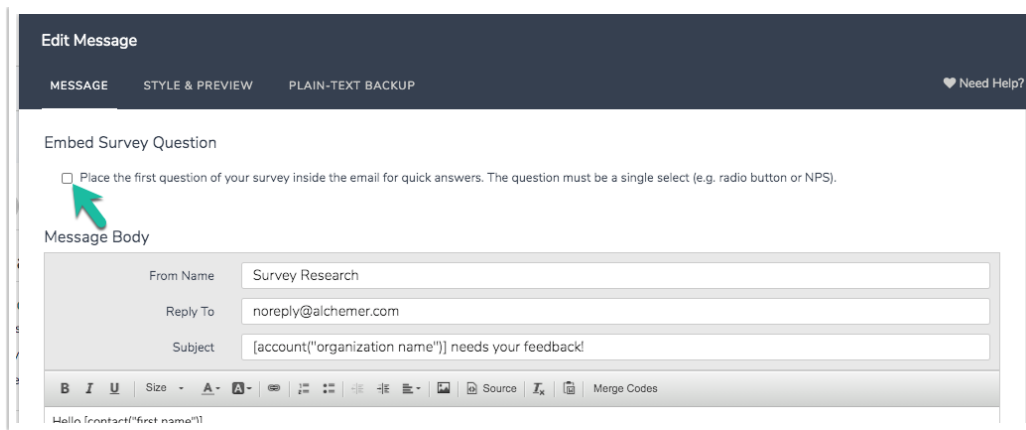 Edit Message
MESSAGE STYLE & PREVIEW PLAIN-TEXT BACKUP Need Help?
Embed Survey Question
Place the first question of your survey inside the email for quick answers. The question must be a single select (e.g. radio button or NPS).
Message Body
From Name Survey Research
Reply To noreply@alchemer.com
Subject [account("organization name")] needs your feedback!
B I U Size A A Source Ix Merge Codes
Hello [contact("first name")]